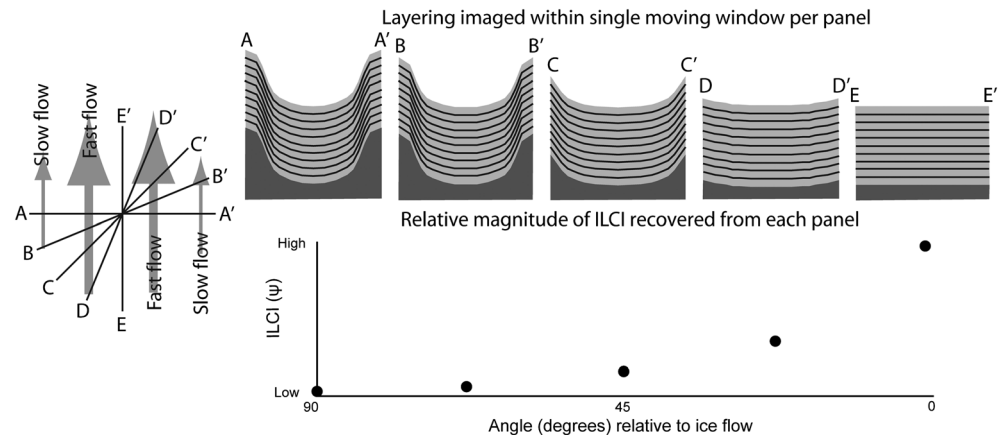 Layering imaged within single moving window per panel
A A′ B B′ C C′ D D′ E E′
Slow flow
Fast flow
E′
D′
C′
B′
A A′
B
C
D
E
Fast flow
Slow flow
Relative magnitude of ILCI recovered from each panel
High
ILCI (ψ)
Low
90 45 0
Angle (degrees) relative to ice flow